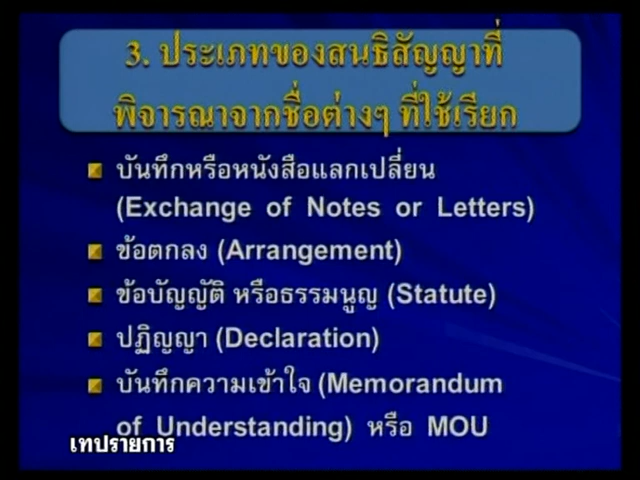 3. ประเภทของสนธิสัญญาที่
พิจารณาจากชื่อต่างๆ ที่ใช้เรียก
บันทึกหรือหนังสือแลกเปลี่ยน
(Exchange of Notes or Letters)
ข้อตกลง (Arrangement)
ข้อบัญญัติ หรือธรรมนูญ (Statute)
ปฏิญญา (Declaration)
บันทึกความเข้าใจ (Memorandum
of Understanding) หรือ MOU
เทปรายการ